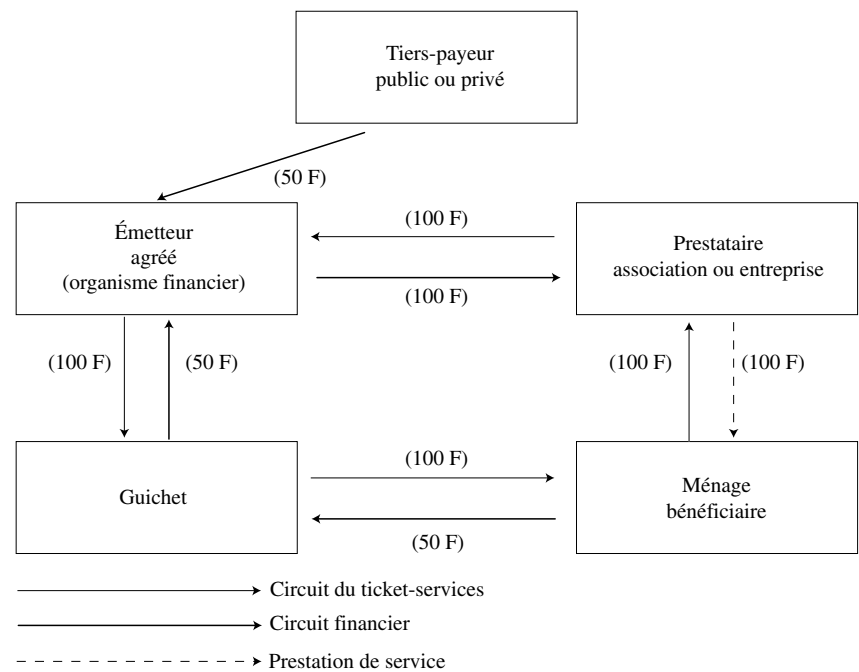 Tiers-payeur
public ou privé
(50 F)
Émetteur
agréé
(organisme financier)
(100 F)
(100 F)
Prestataire
association ou entreprise
(100 F)
(50 F)
(100 F)
(100 F)
Guichet
(100 F)
(50 F)
Ménage
bénéficiaire
Circuit du ticket-services
Circuit financier
Prestation de service